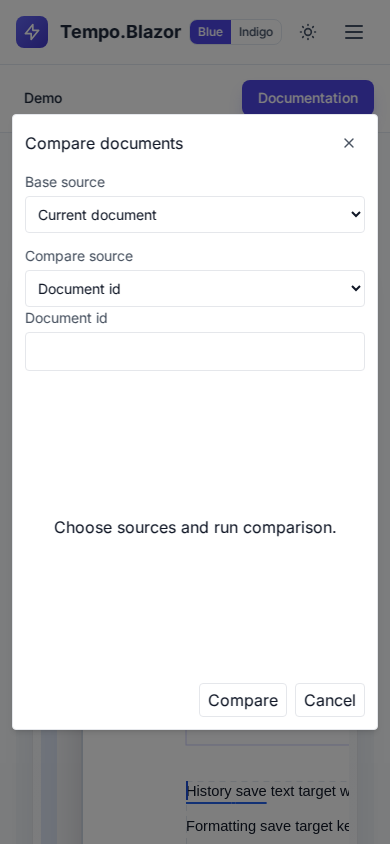 Tempo.Blazor
Blue
Indigo
Demo
Documentation
Compare documents
Base source
Current document
Compare source
Document id
Document id
Choose sources and run comparison.
Compare
Cancel
History save text target w
Formatting save target ke